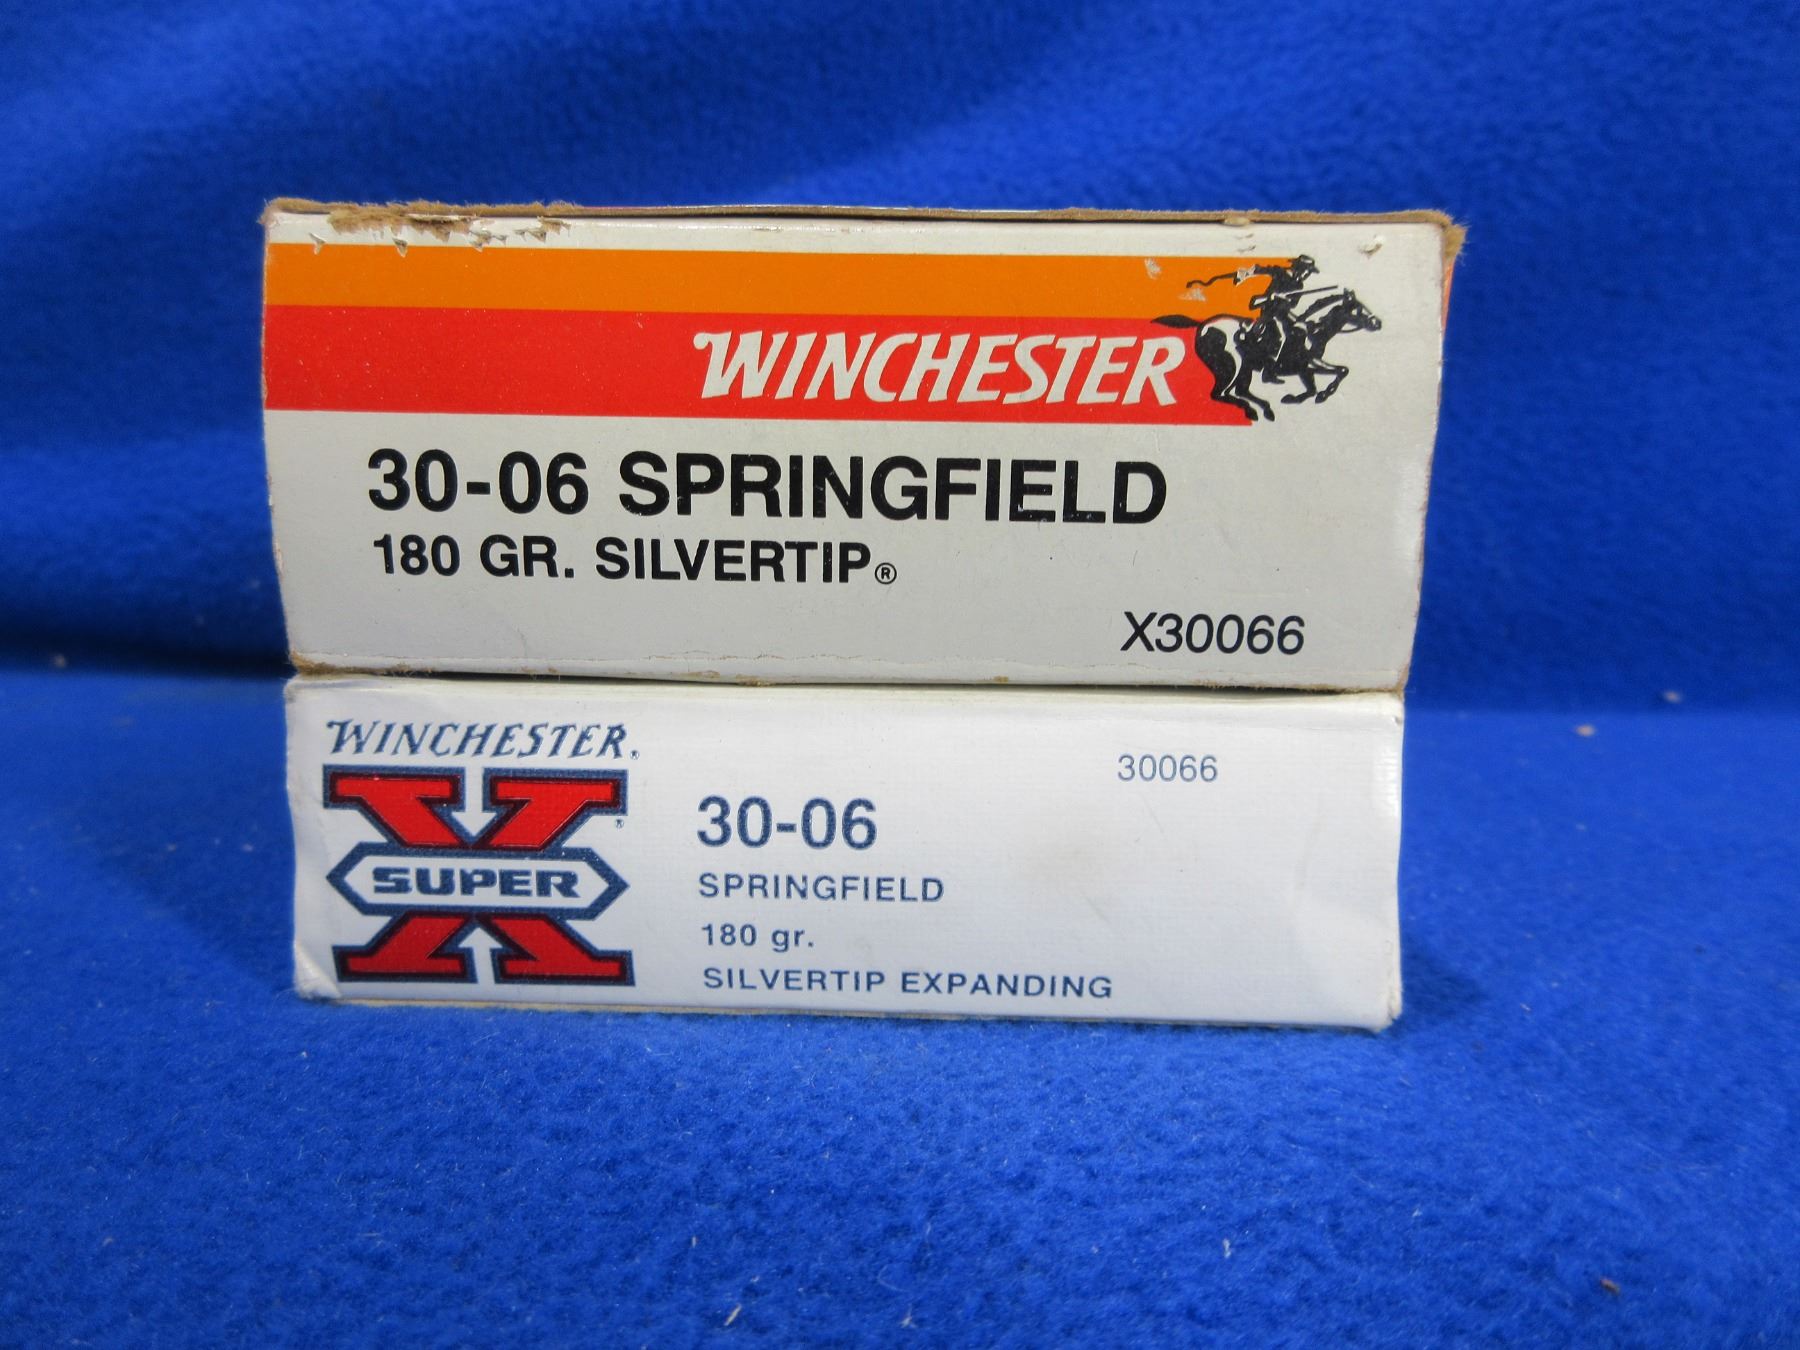 WINCHESTER
30-06 SPRINGFIELD
180 GR. SILVERTIP®
X30066
WINCHESTER®
30066
SUPER X®
30-06
SPRINGFIELD
180 gr.
SILVERTIP EXPANDING